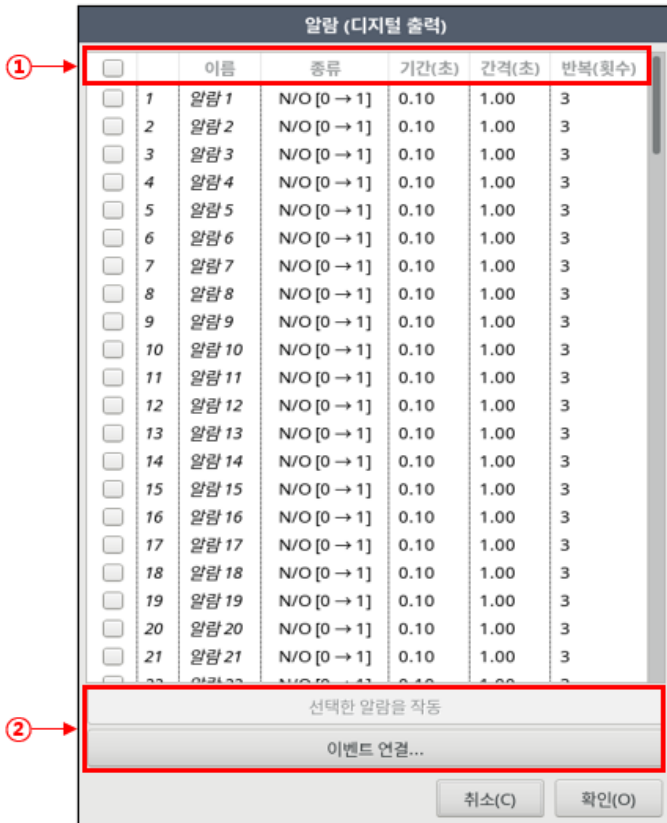 알람 (디지털 출력)
① 이름 종류 기간(초) 간격(초) 반복(횟수)
1 알람 1 N/O [0 → 1] 0.10 1.00 3
2 알람 2 N/O [0 → 1] 0.10 1.00 3
3 알람 3 N/O [0 → 1] 0.10 1.00 3
4 알람 4 N/O [0 → 1] 0.10 1.00 3
5 알람 5 N/O [0 → 1] 0.10 1.00 3
6 알람 6 N/O [0 → 1] 0.10 1.00 3
7 알람 7 N/O [0 → 1] 0.10 1.00 3
8 알람 8 N/O [0 → 1] 0.10 1.00 3
9 알람 9 N/O [0 → 1] 0.10 1.00 3
10 알람 10 N/O [0 → 1] 0.10 1.00 3
11 알람 11 N/O [0 → 1] 0.10 1.00 3
12 알람 12 N/O [0 → 1] 0.10 1.00 3
13 알람 13 N/O [0 → 1] 0.10 1.00 3
14 알람 14 N/O [0 → 1] 0.10 1.00 3
15 알람 15 N/O [0 → 1] 0.10 1.00 3
16 알람 16 N/O [0 → 1] 0.10 1.00 3
17 알람 17 N/O [0 → 1] 0.10 1.00 3
18 알람 18 N/O [0 → 1] 0.10 1.00 3
19 알람 19 N/O [0 → 1] 0.10 1.00 3
20 알람 20 N/O [0 → 1] 0.10 1.00 3
21 알람 21 N/O [0 → 1] 0.10 1.00 3
선택한 알람을 작동
② 이벤트 연결...
취소(C) 확인(O)